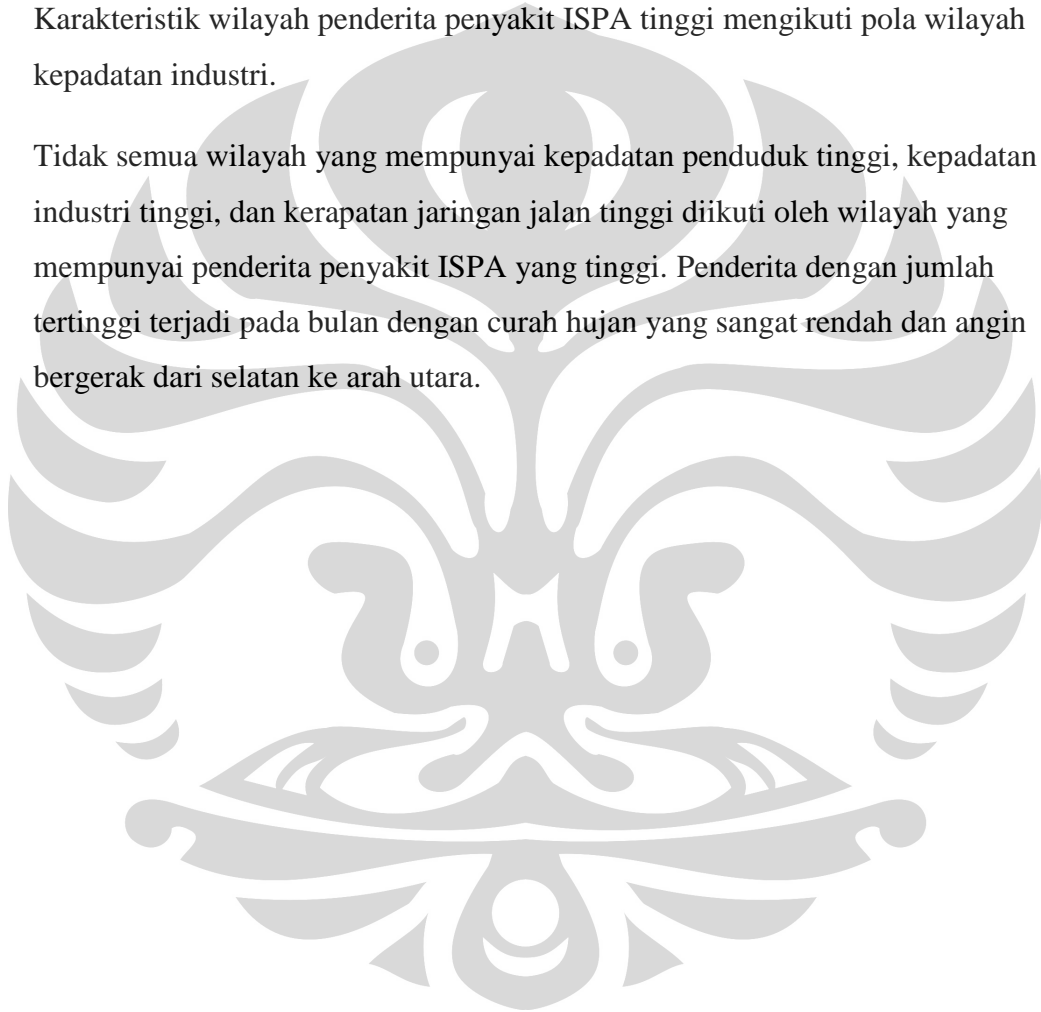 Karakteristik wilayah penderita penyakit ISPA tinggi mengikuti pola wilayah
kepadatan industri.
Tidak semua wilayah yang mempunyai kepadatan penduduk tinggi, kepadatan
industri tinggi, dan kerapatan jaringan jalan tinggi diikuti oleh wilayah yang
mempunyai penderita penyakit ISPA yang tinggi. Penderita dengan jumlah
tertinggi terjadi pada bulan dengan curah hujan yang sangat rendah dan angin
bergerak dari selatan ke arah utara.